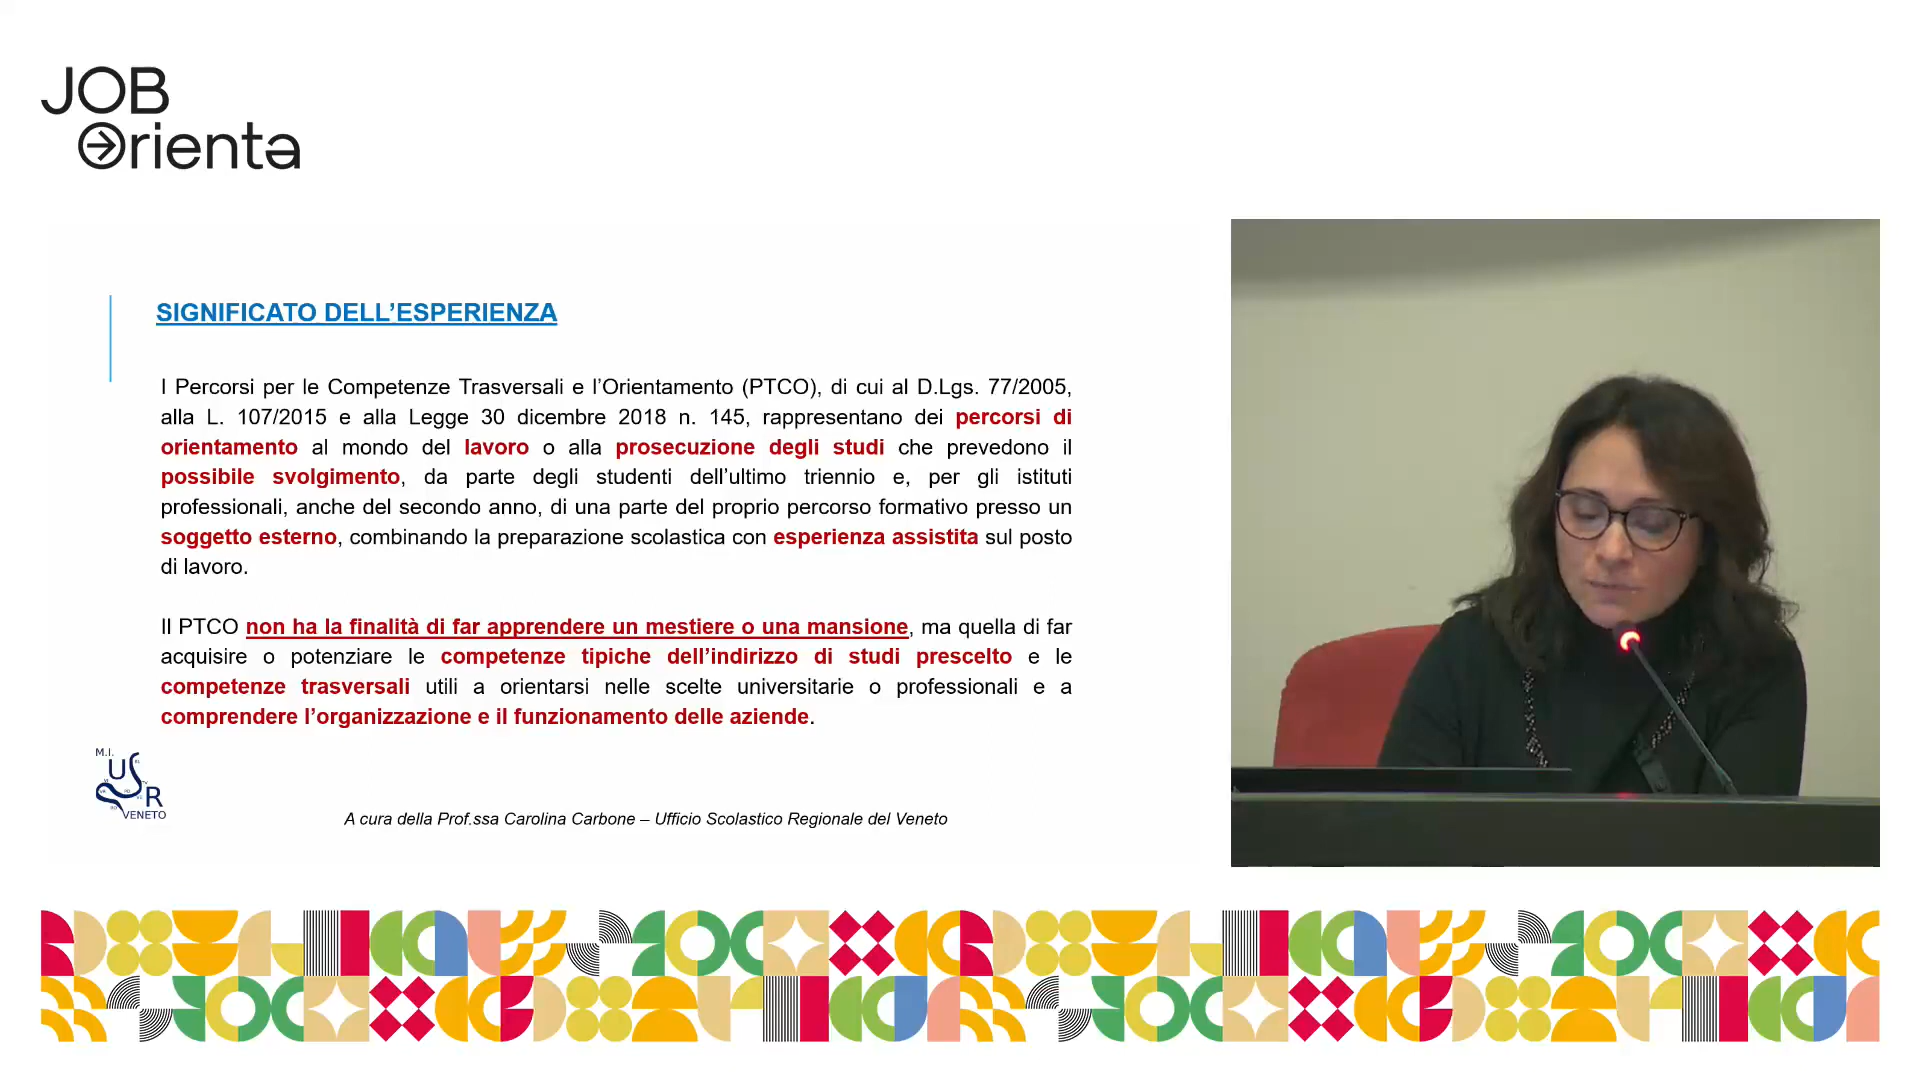 JOB
Orienta
SIGNIFICATO DELL’ESPERIENZA
I Percorsi per le Competenze Trasversali e l’Orientamento (PTCO), di cui al D.Lgs. 77/2005,
alla L. 107/2015 e alla Legge 30 dicembre 2018 n. 145, rappresentano dei percorsi di
orientamento al mondo del lavoro o alla prosecuzione degli studi che prevedono il
possibile svolgimento, da parte degli studenti dell’ultimo triennio e, per gli istituti
professionali, anche del secondo anno, di una parte del proprio percorso formativo presso un
soggetto esterno, combinando la preparazione scolastica con esperienza assistita sul posto
di lavoro.
Il PTCO non ha la finalità di far apprendere un mestiere o una mansione, ma quella di far
acquisire o potenziare le competenze tipiche dell’indirizzo di studi prescelto e le
competenze trasversali utili a orientarsi nelle scelte universitarie o professionali e a
comprendere l’organizzazione e il funzionamento delle aziende.
M.I.
USR
VENETO
A cura della Prof.ssa Carolina Carbone – Ufficio Scolastico Regionale del Veneto